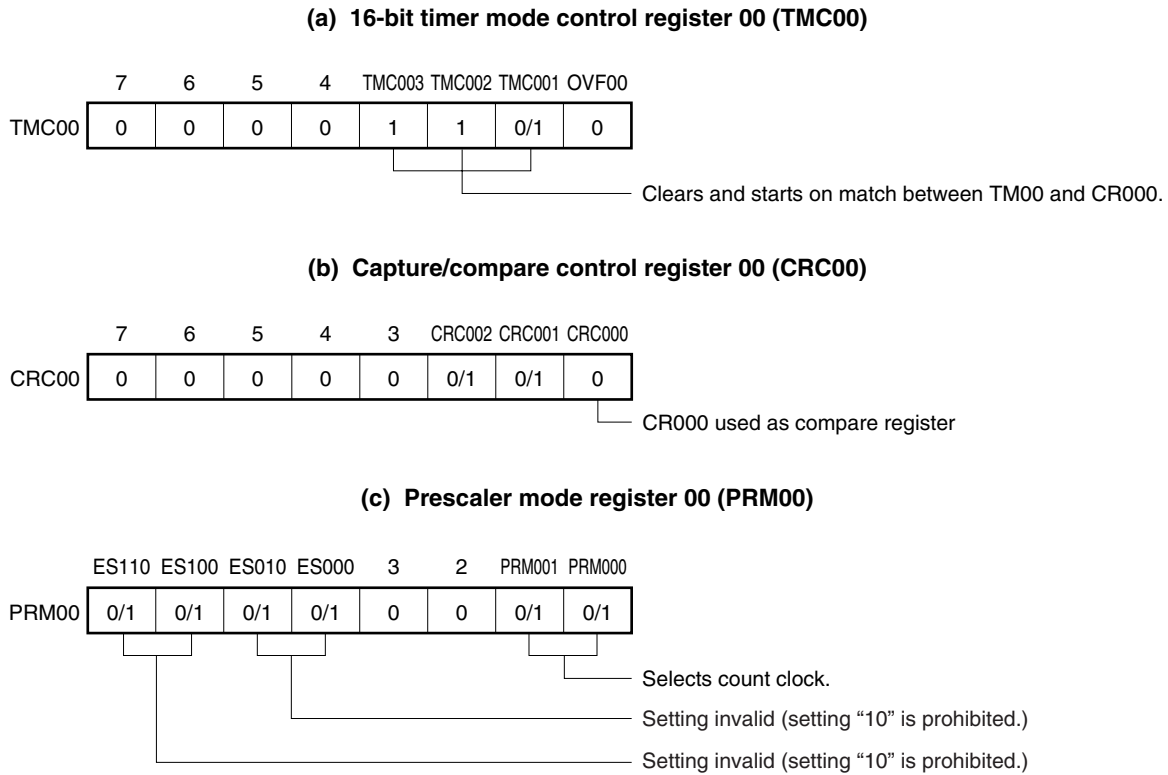 (a) 16-bit timer mode control register 00 (TMC00)
7 6 5 4 TMC003 TMC002 TMC001 OVF00
TMC00 0 0 0 0 1 1 0/1 0
Clears and starts on match between TM00 and CR000.
(b) Capture/compare control register 00 (CRC00)
7 6 5 4 3 CRC002 CRC001 CRC000
CRC00 0 0 0 0 0 0/1 0/1 0
CR000 used as compare register
(c) Prescaler mode register 00 (PRM00)
ES110 ES100 ES010 ES000 3 2 PRM001 PRM000
PRM00 0/1 0/1 0/1 0/1 0 0 0/1 0/1
Selects count clock.
Setting invalid (setting “10” is prohibited.)
Setting invalid (setting “10” is prohibited.)